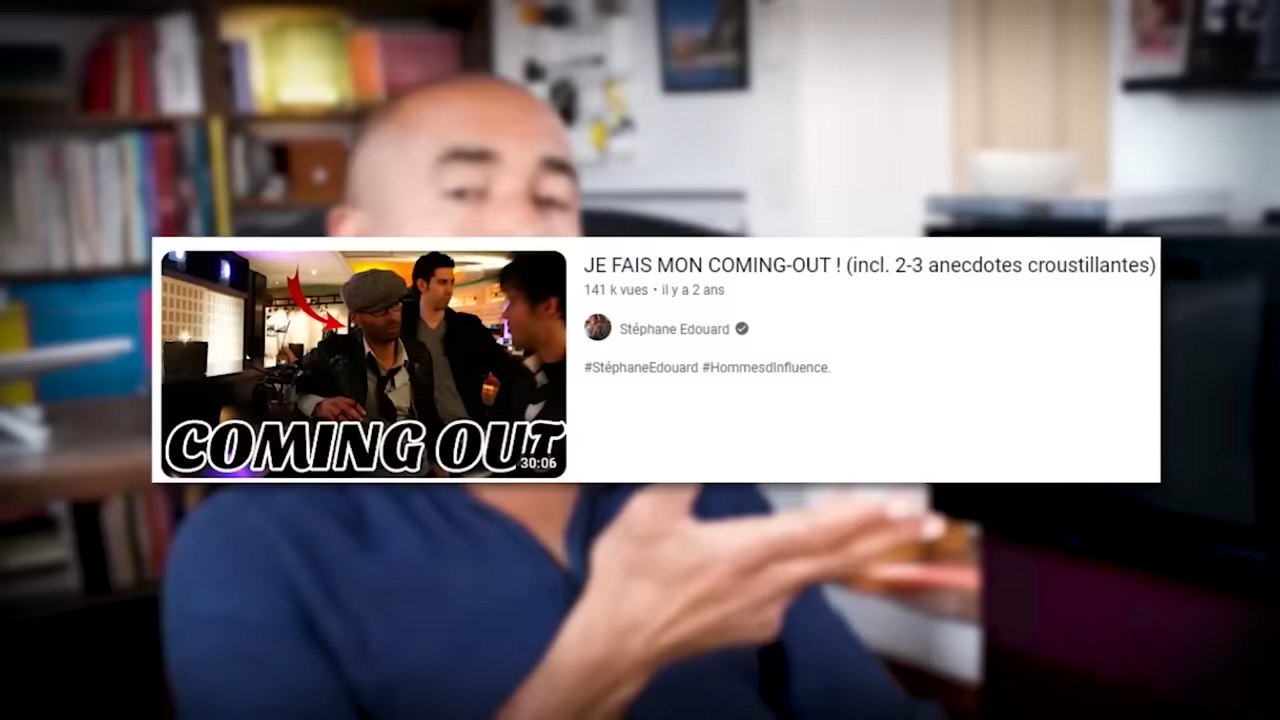 JE FAIS MON COMING-OUT ! (incl. 2-3 anecdotes croustillantes)
141 k vues • il y a 2 ans
Stéphane Edouard
#StéphaneEdouard #HommesdInfluence.
COMING OUT
30:06